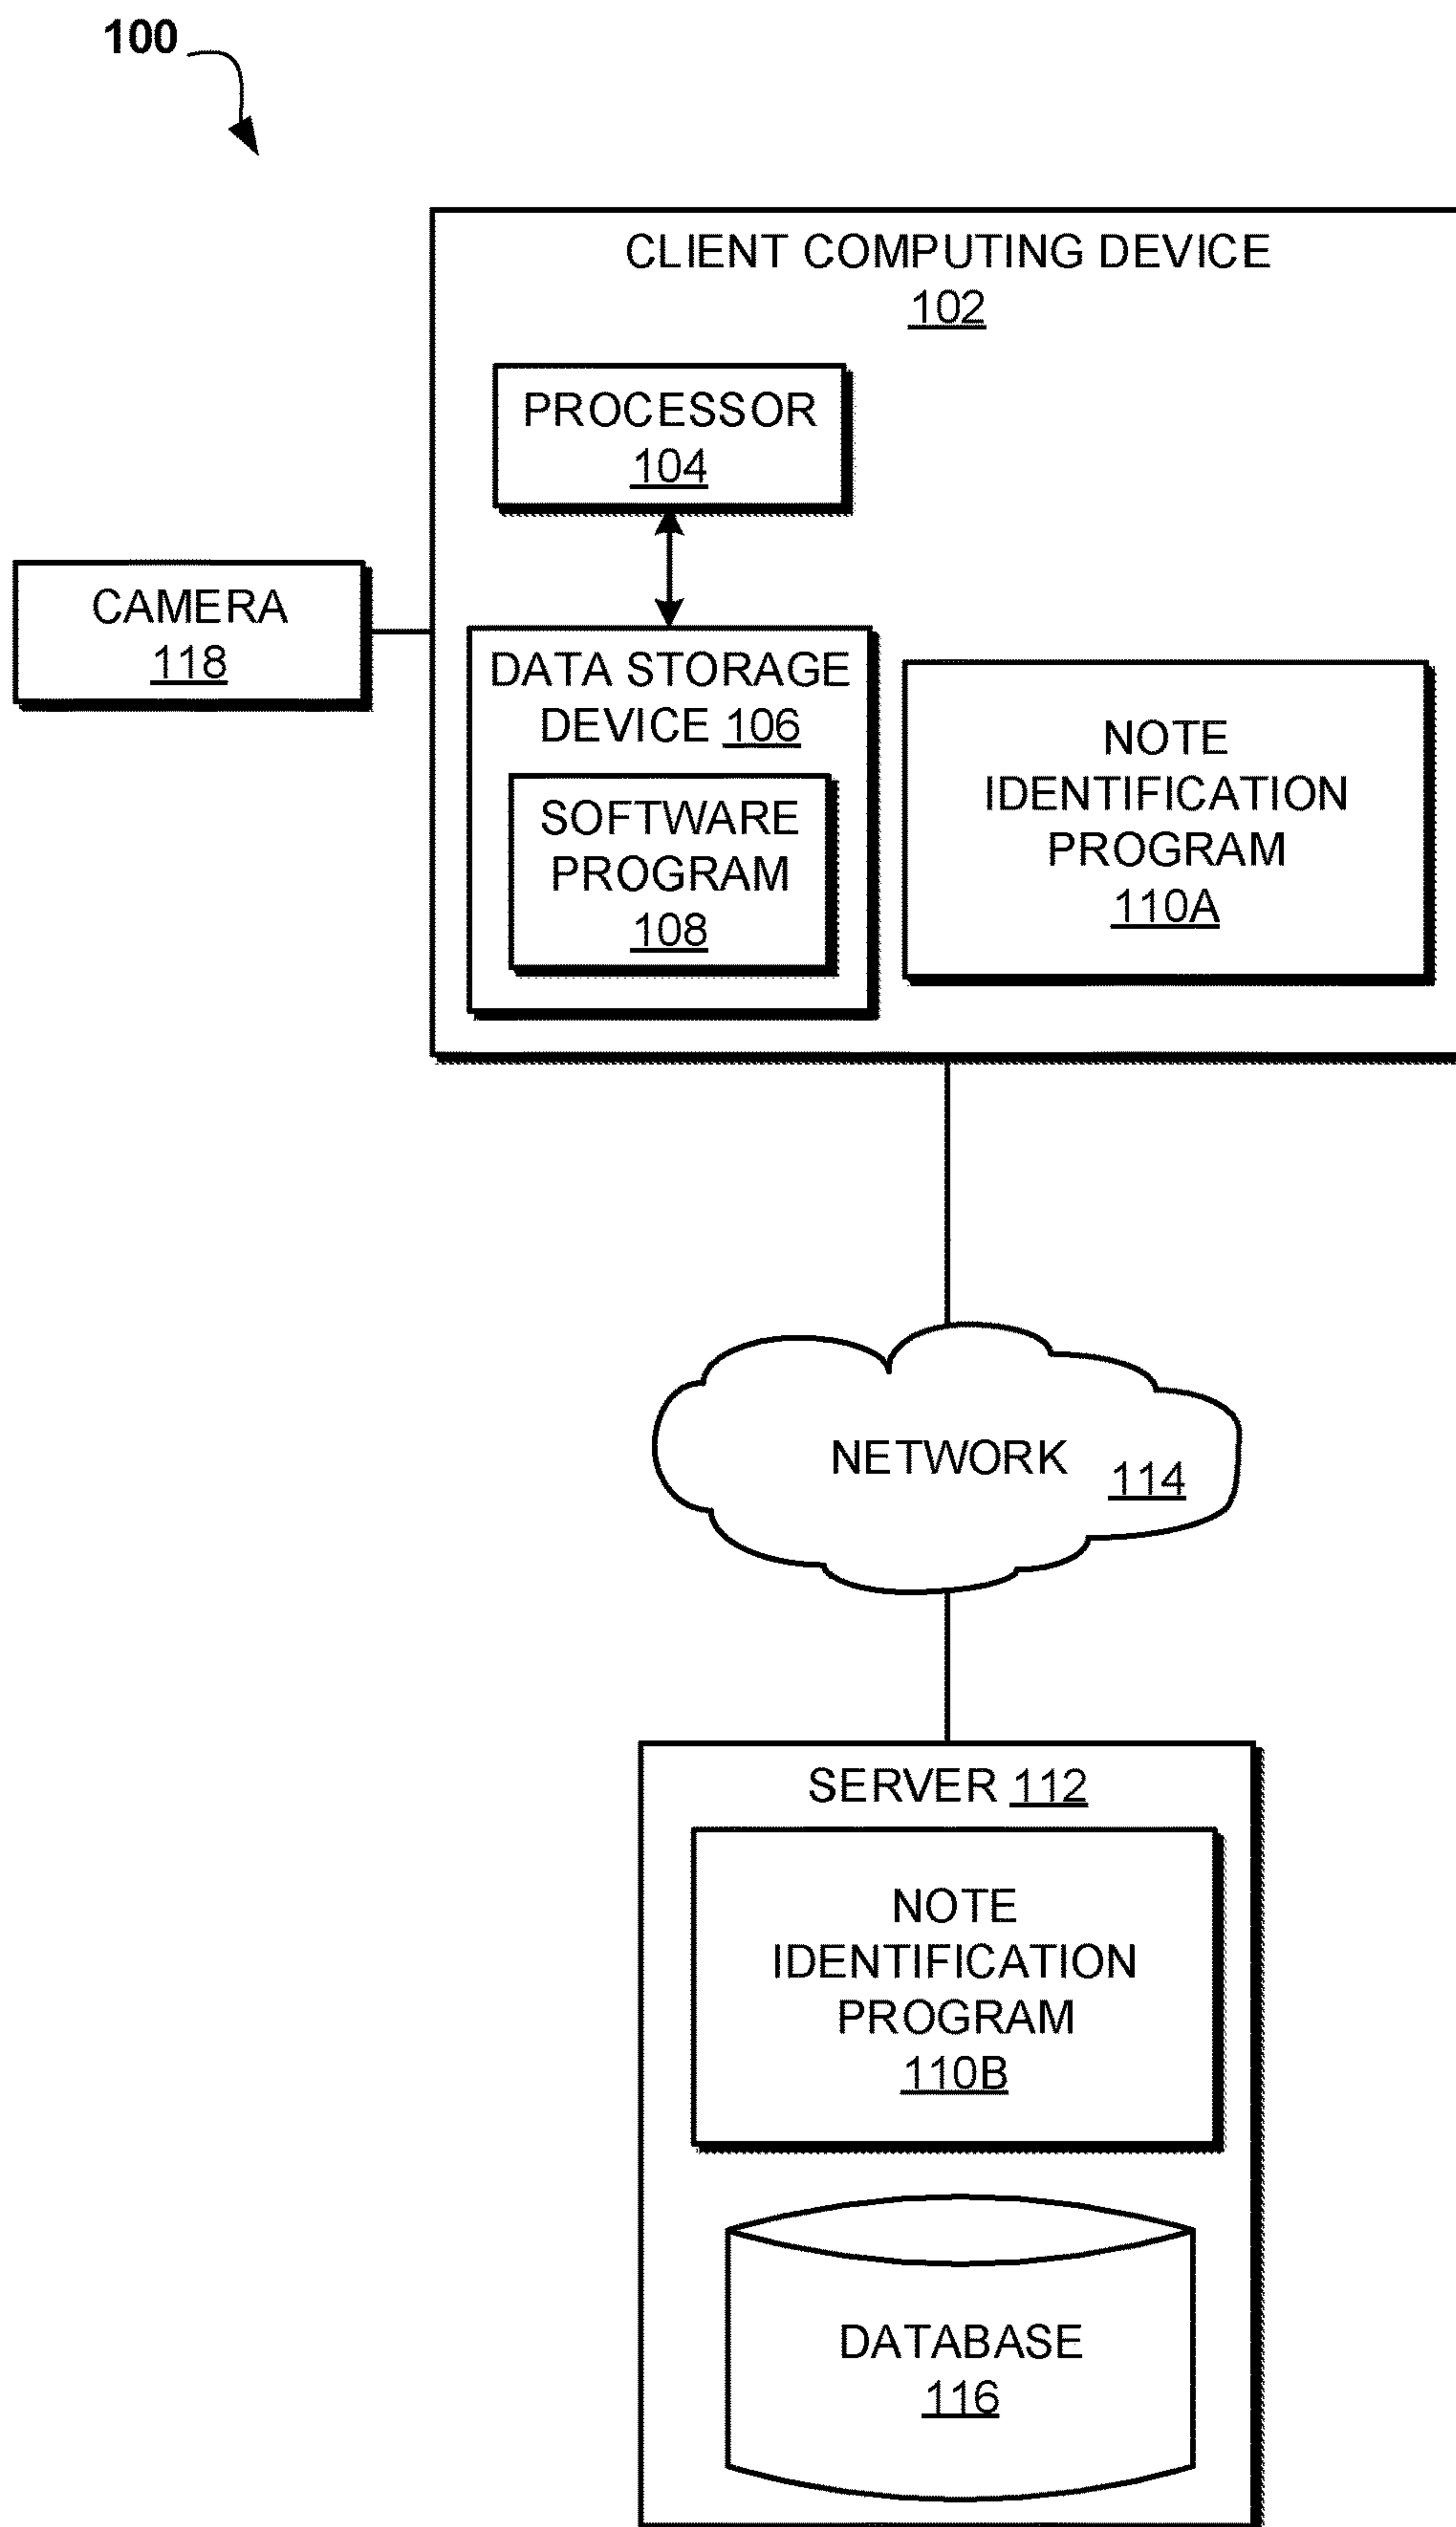 100
CLIENT COMPUTING DEVICE
102
PROCESSOR
104
CAMERA
118
DATA STORAGE
DEVICE 106
SOFTWARE
PROGRAM
108
NOTE
IDENTIFICATION
PROGRAM
110A
NETWORK 114
SERVER 112
NOTE
IDENTIFICATION
PROGRAM
110B
DATABASE
116